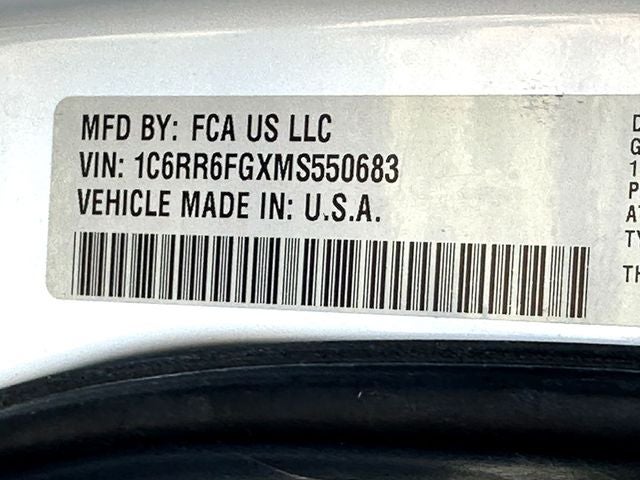 MFD BY: FCA US LLC
VIN: 1C6RR6FGXMS550683
VEHICLE MADE IN: U.S.A.